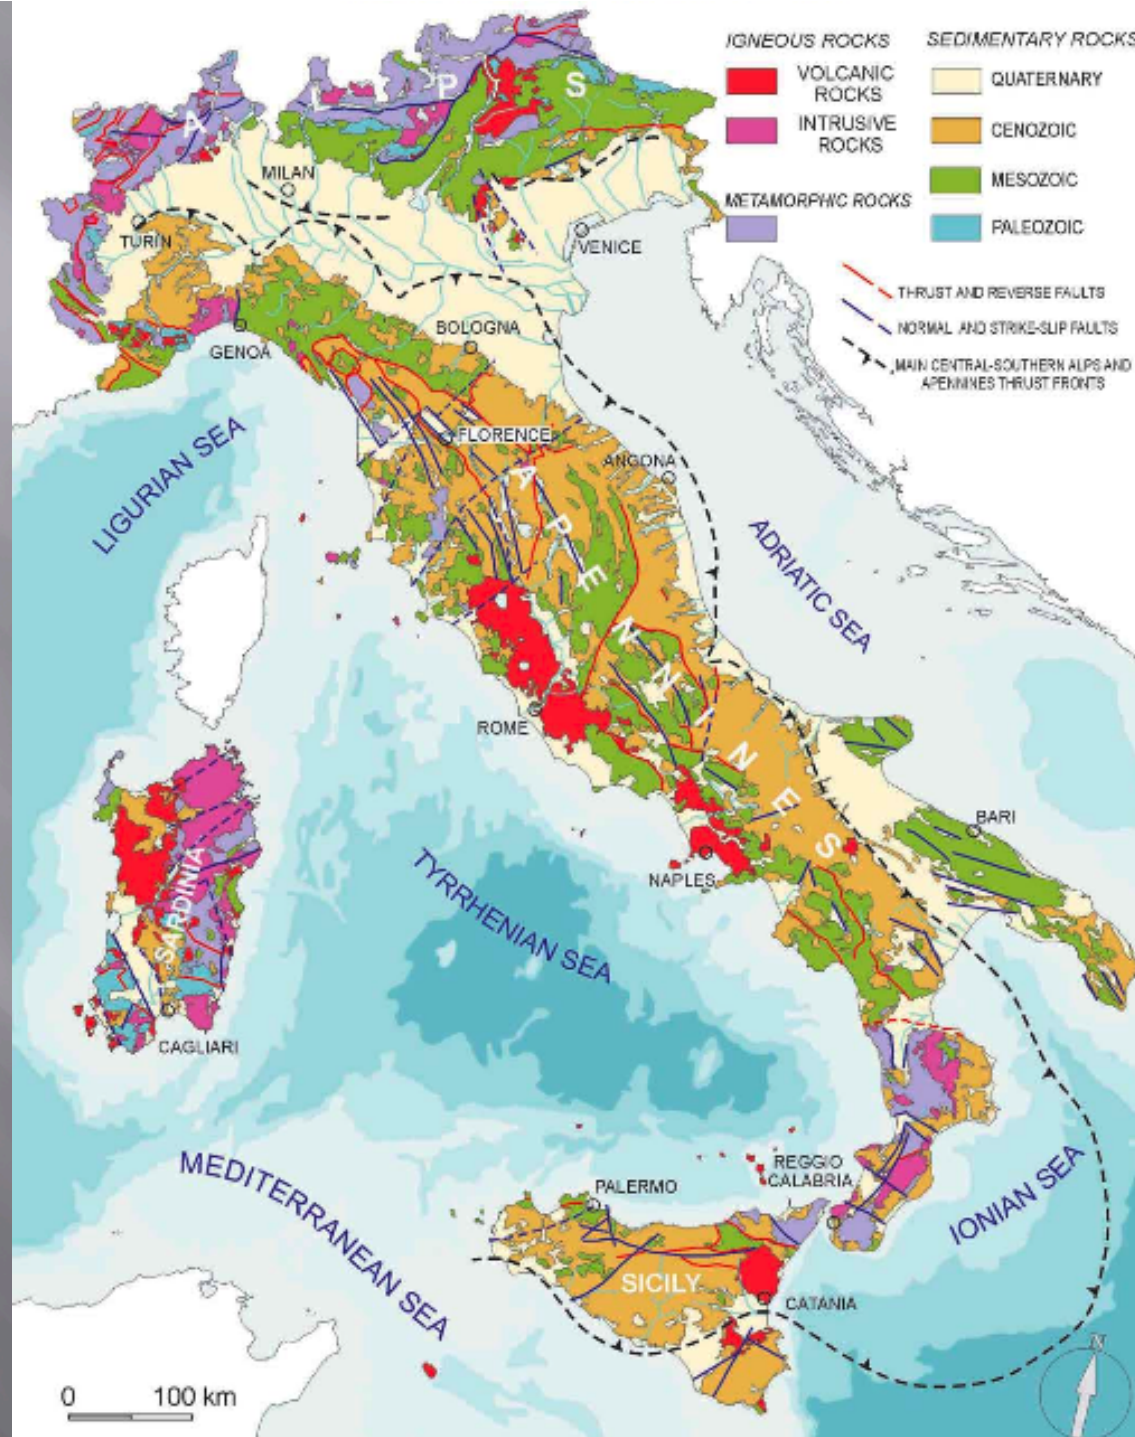 IGNEOUS ROCKS
VOLCANIC
ROCKS
INTRUSIVE
ROCKS
METAMORPHIC ROCKS
SEDIMENTARY ROCKS
QUATERNARY
CENOZOIC
MESOZOIC
PALEOZOIC
THRUST AND REVERSE FAULTS
NORMAL AND STRIKE-SLIP FAULTS
MAIN CENTRAL-SOUTHERN ALPS AND
APENNINES THRUST FRONTS
A L P S
MILAN
TURIN
VENICE
GENOA
BOLOGNA
FLORENCE
ANGONA
LIGURIAN SEA
ADRIATIC SEA
A P E N N I N E S
ROME
NAPLES
BARI
SARDINIA
CAGLIARI
TYRRHENIAN SEA
MEDITERRANEAN SEA
REGGIO
CALABRIA
PALERMO
SICILY
CATANIA
IONIAN SEA
N
0 100 km